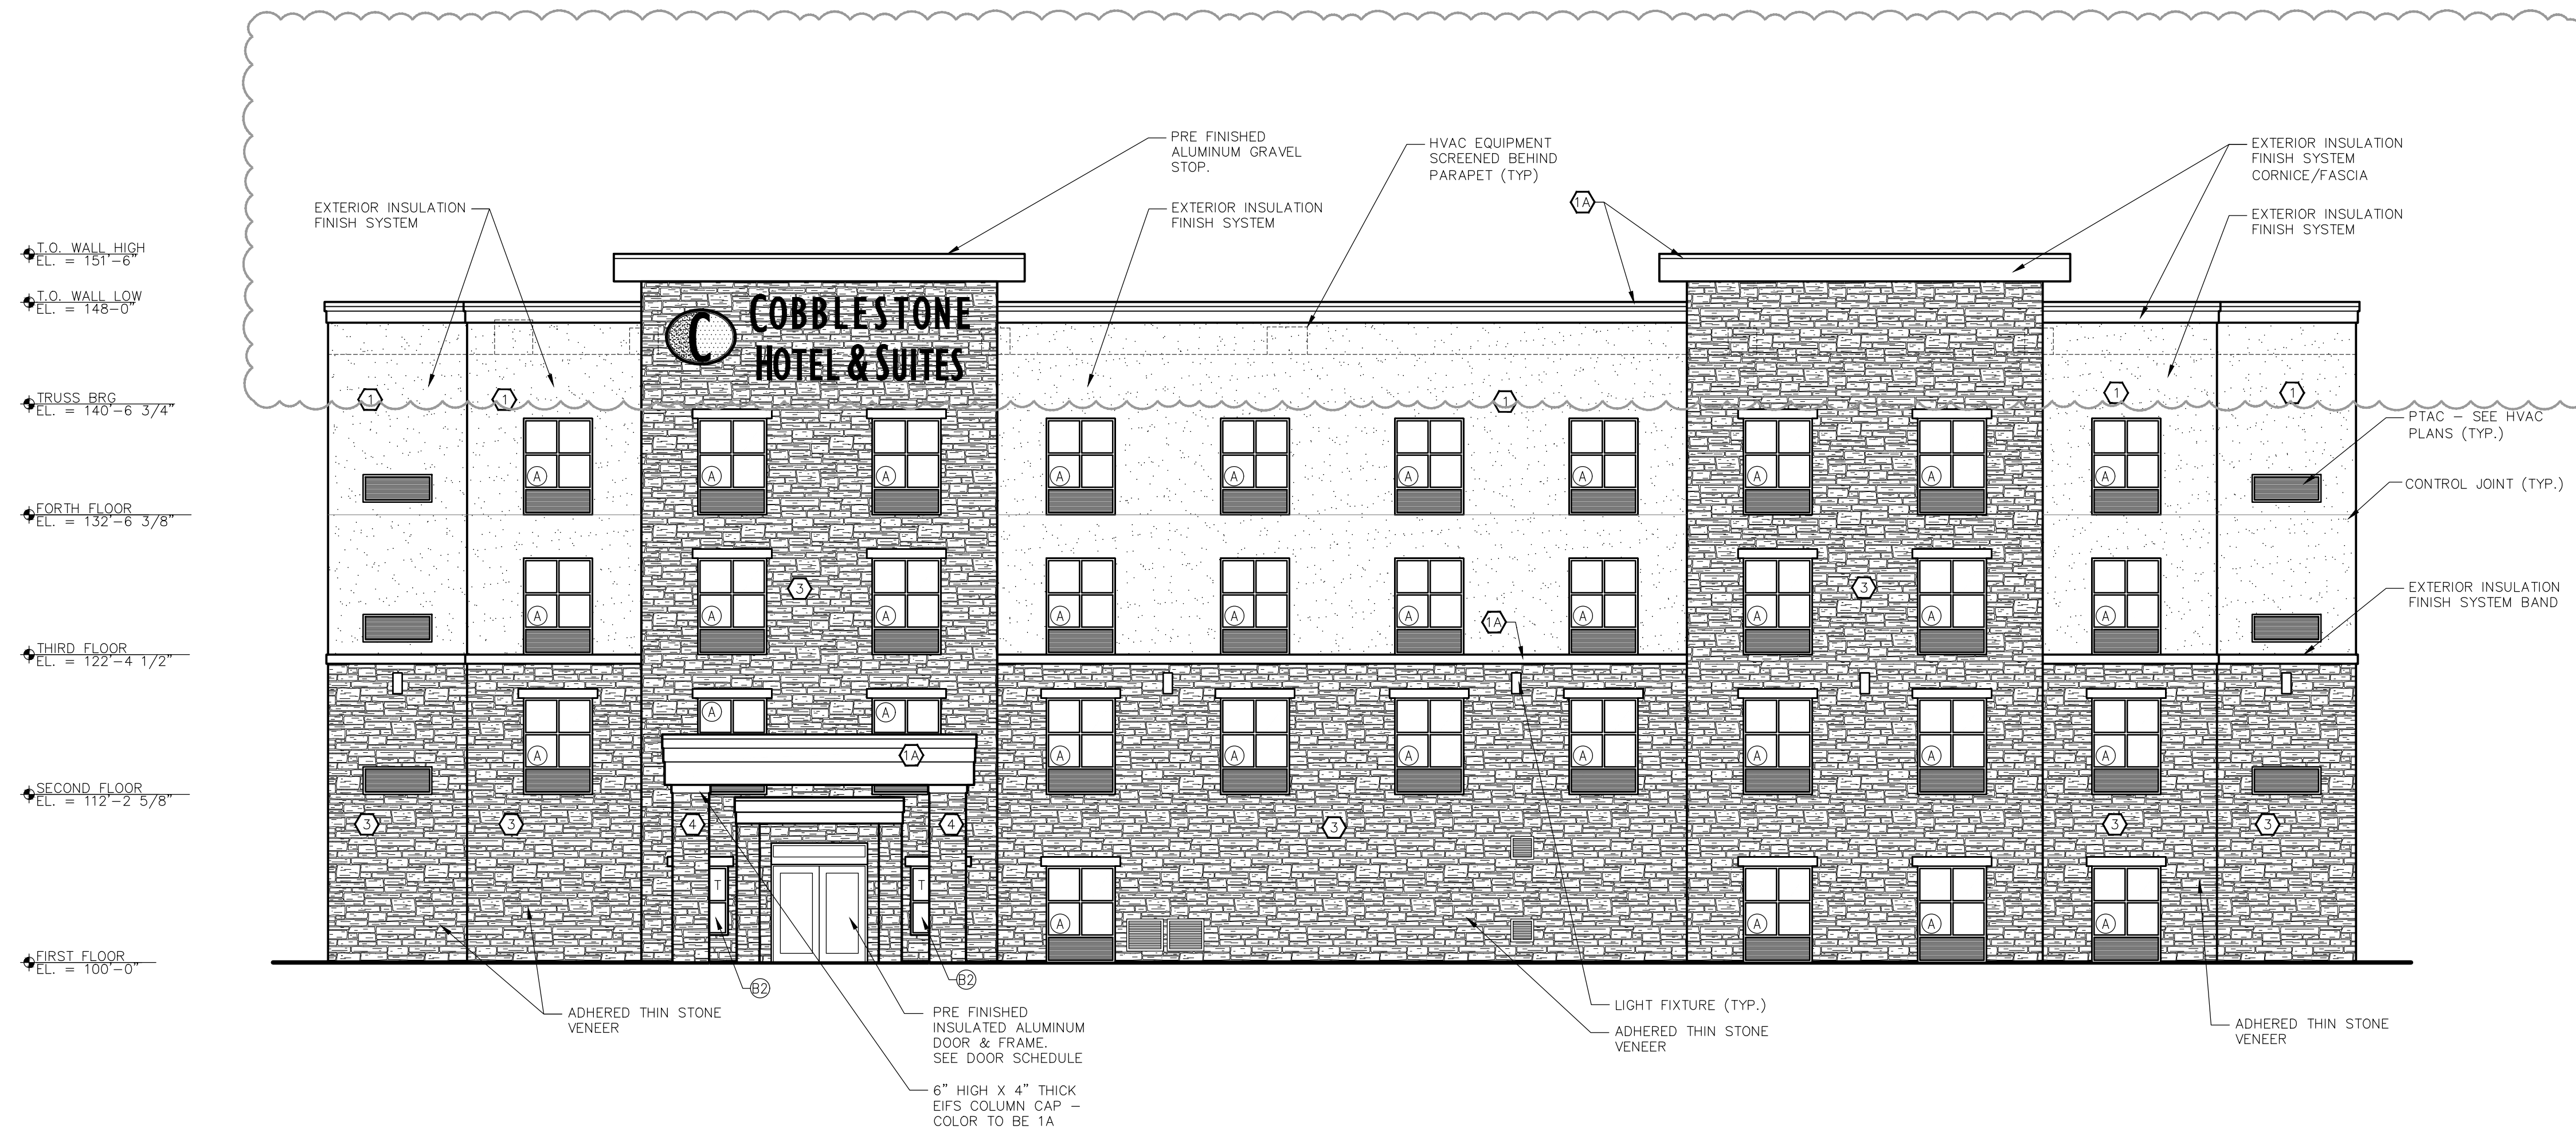 PRE FINISHED
ALUMINUM GRAVEL
STOP.
HVAC EQUIPMENT
SCREENED BEHIND
PARAPET (TYP)
EXTERIOR INSULATION
FINISH SYSTEM
CORNICE/FASCIA
1A
EXTERIOR INSULATION
FINISH SYSTEM
EXTERIOR INSULATION
FINISH SYSTEM
EXTERIOR INSULATION
FINISH SYSTEM
T.O. WALL HIGH
EL. = 151'-6"
T.O. WALL LOW
EL. = 148-0"
C
COBBLESTONE
HOTEL & SUITES
TRUSS BRG
EL. = 140'-6 3/4"
1
1
1
1
1
PTAC – SEE HVAC
PLANS (TYP.)
A
A
A
A
A
A
A
A
A
A
CONTROL JOINT (TYP.)
FORTH FLOOR
EL. = 132'-6 3/8"
3
3
EXTERIOR INSULATION
FINISH SYSTEM BAND
A
A
A
A
A
A
A
A
A
A
1A
THIRD FLOOR
EL. = 122'-4 1/2"
A
A
A
A
A
A
A
A
A
A
1A
SECOND FLOOR
EL. = 112'-2 5/8"
3
3
4
4
3
3
3
T
T
A
A
A
A
FIRST FLOOR
EL. = 100'-0"
B2
B2
ADHERED THIN STONE
VENEER
PRE FINISHED
INSULATED ALUMINUM
DOOR & FRAME.
SEE DOOR SCHEDULE
LIGHT FIXTURE (TYP.)
ADHERED THIN STONE
VENEER
ADHERED THIN STONE
VENEER
6" HIGH X 4" THICK
EIFS COLUMN CAP –
COLOR TO BE 1A